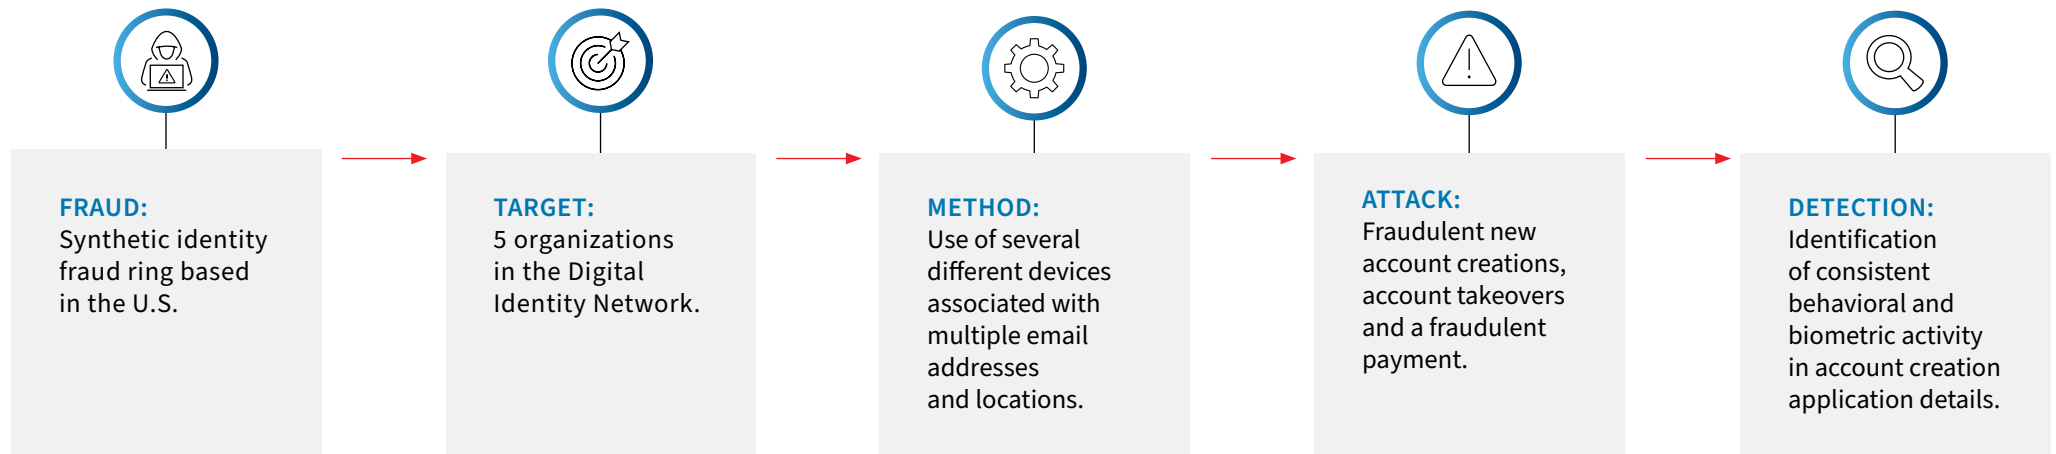 FRAUD:
Synthetic identity
fraud ring based
in the U.S.
TARGET:
5 organizations
in the Digital
Identity Network.
METHOD:
Use of several
different devices
associated with
multiple email
addresses
and locations.
ATTACK:
Fraudulent new
account creations,
account takeovers
and a fraudulent
payment.
DETECTION:
Identification
of consistent
behavioral and
biometric activity
in account creation
application details.